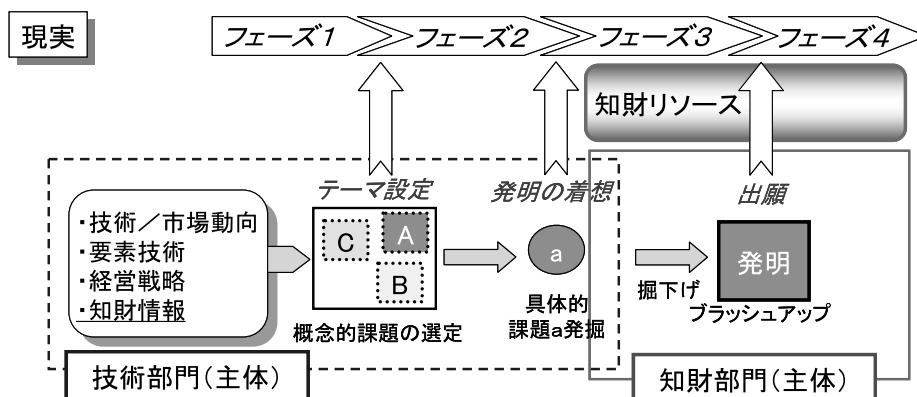 現実
フェーズ1
フェーズ2
フェーズ3
フェーズ4
知財リソース
テーマ設定
発明の着想
出願
・技術／市場動向
・要素技術
・経営戦略
・知財情報
C
A
B
a
発明
概念的課題の選定
具体的
課題a発掘
掘下げ
ブラッシュアップ
技術部門(主体)
知財部門(主体)